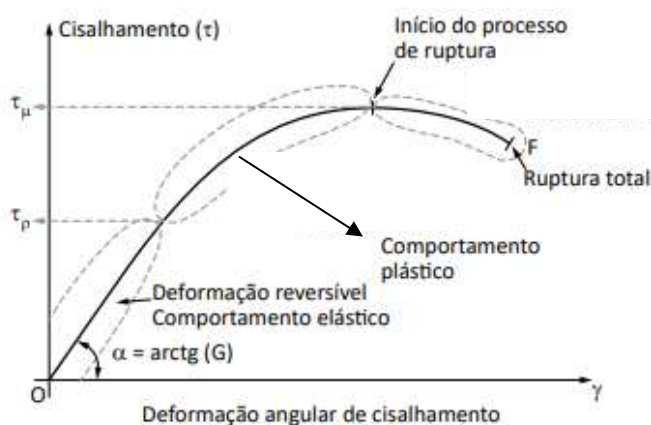 Cisalhamento (τ)
Início do processo
de ruptura
τμ
F
Ruptura total
τρ
Comportamento
plástico
Deformação reversível
Comportamento elástico
α = arctg (G)
O
γ
Deformação angular de cisalhamento